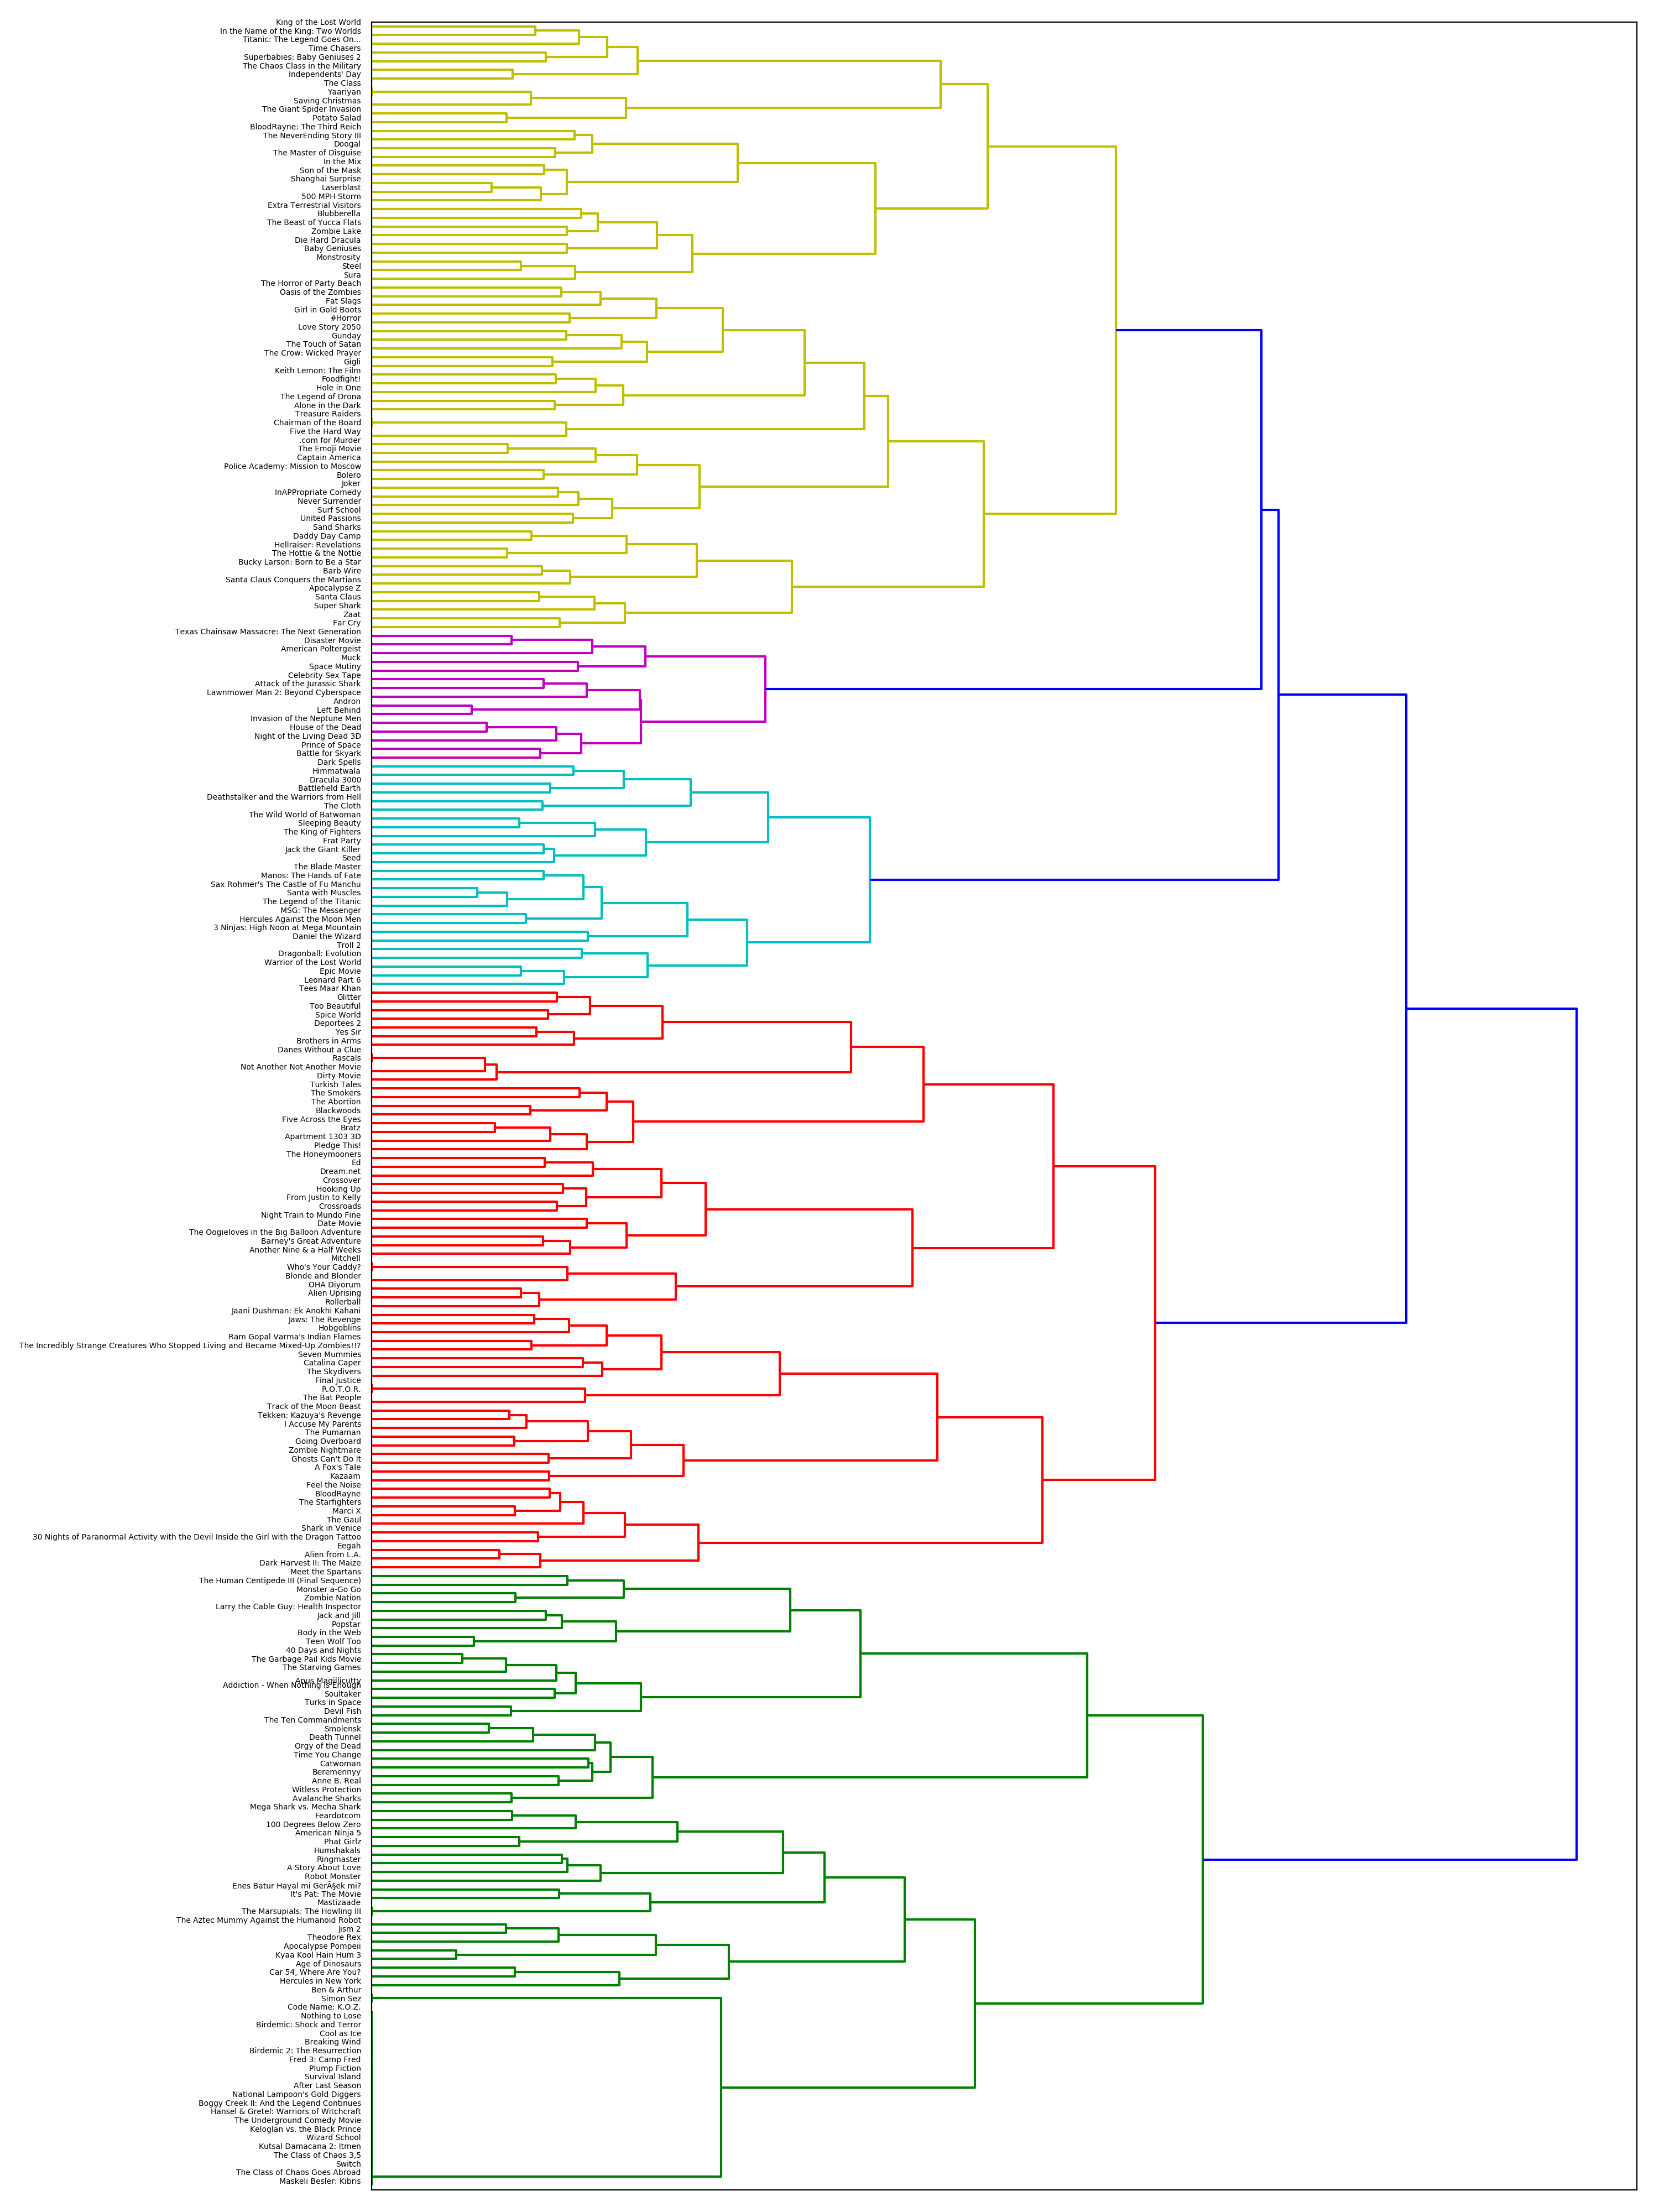 King of the Lost World
In the Name of the King: Two Worlds
Titanic: The Legend Goes On...
Time Chasers
Superbabies: Baby Geniuses 2
The Chaos Class in the Military
Independents' Day
The Class
Yaariyan
Saving Christmas
The Giant Spider Invasion
Potato Salad
BloodRayne: The Third Reich
The NeverEnding Story III
Doogal
The Master of Disguise
In the Mix
Son of the Mask
Shanghai Surprise
Laserblast
500 MPH Storm
Extra Terrestrial Visitors
Blubberella
The Beast of Yucca Flats
Zombie Lake
Die Hard Dracula
Baby Geniuses
Monstrosity
Steel
Sura
The Horror of Party Beach
Oasis of the Zombies
Fat Slags
Girl in Gold Boots
#Horror
Love Story 2050
Gunday
The Touch of Satan
The Crow: Wicked Prayer
Gigli
Keith Lemon: The Film
Foodfight!
Hole in One
The Legend of Drona
Alone in the Dark
Treasure Raiders
Chairman of the Board
Five the Hard Way
.com for Murder
The Emoji Movie
Captain America
Police Academy: Mission to Moscow
Bolero
Joker
InAPPropriate Comedy
Never Surrender
Surf School
United Passions
Sand Sharks
Daddy Day Camp
Hellraiser: Revelations
The Hottie & the Nottie
Bucky Larson: Born to Be a Star
Barb Wire
Santa Claus Conquers the Martians
Apocalypse Z
Santa Claus
Super Shark
Zaat
Far Cry
Texas Chainsaw Massacre: The Next Generation
Disaster Movie
American Poltergeist
Muck
Space Mutiny
Celebrity Sex Tape
Attack of the Jurassic Shark
Lawnmower Man 2: Beyond Cyberspace
Andron
Left Behind
Invasion of the Neptune Men
House of the Dead
Night of the Living Dead 3D
Prince of Space
Battle for Skyark
Dark Spells
Himmatwala
Dracula 3000
Battlefield Earth
Deathstalker and the Warriors from Hell
The Cloth
The Wild World of Batwoman
Sleeping Beauty
The King of Fighters
Frat Party
Jack the Giant Killer
Seed
The Blade Master
Manos: The Hands of Fate
Sax Rohmer's The Castle of Fu Manchu
Santa with Muscles
The Legend of the Titanic
MSG: The Messenger
Hercules Against the Moon Men
3 Ninjas: High Noon at Mega Mountain
Daniel the Wizard
Troll 2
Dragonball: Evolution
Warrior of the Lost World
Epic Movie
Leonard Part 6
Tees Maar Khan
Glitter
Too Beautiful
Spice World
Deportees 2
Yes Sir
Brothers in Arms
Danes Without a Clue
Rascals
Not Another Not Another Movie
Dirty Movie
Turkish Tales
The Smokers
The Abortion
Blackwoods
Five Across the Eyes
Bratz
Apartment 1303 3D
Pledge This!
The Honeymooners
Ed
Dream.net
Crossover
Hooking Up
From Justin to Kelly
Crossroads
Night Train to Mundo Fine
Date Movie
The Oogieloves in the Big Balloon Adventure
Barney's Great Adventure
Another Nine & a Half Weeks
Mitchell
Who's Your Caddy?
Blonde and Blonder
OHA Diyorum
Alien Uprising
Rollerball
Jaani Dushman: Ek Anokhi Kahani
Jaws: The Revenge
Hobgoblins
Ram Gopal Varma's Indian Flames
The Incredibly Strange Creatures Who Stopped Living and Became Mixed-Up Zombies!!?
Seven Mummies
Catalina Caper
The Skydivers
Final Justice
R.O.T.O.R.
The Bat People
Track of the Moon Beast
Tekken: Kazuya's Revenge
I Accuse My Parents
The Pumaman
Going Overboard
Zombie Nightmare
Ghosts Can't Do It
A Fox's Tale
Kazaam
Feel the Noise
BloodRayne
The Starfighters
Marci X
The Gaul
Shark in Venice
30 Nights of Paranormal Activity with the Devil Inside the Girl with the Dragon Tattoo
Eegah
Alien from L.A.
Dark Harvest II: The Maize
Meet the Spartans
The Human Centipede III (Final Sequence)
Monster a-Go Go
Zombie Nation
Larry the Cable Guy: Health Inspector
Jack and Jill
Popstar
Body in the Web
Teen Wolf Too
40 Days and Nights
The Garbage Pail Kids Movie
The Starving Games
Anus Magillicutty
Addiction - When Nothing Is Enough
Soultaker
Turks in Space
Devil Fish
The Ten Commandments
Smolensk
Death Tunnel
Orgy of the Dead
Time You Change
Catwoman
Beremennyy
Anne B. Real
Witless Protection
Avalanche Sharks
Mega Shark vs. Mecha Shark
Feardotcom
100 Degrees Below Zero
American Ninja 5
Phat Girlz
Humshakals
Ringmaster
A Story About Love
Robot Monster
Enes Batur Hayal mi GerÃ§ek mi?
It's Pat: The Movie
Mastizaade
The Marsupials: The Howling III
The Aztec Mummy Against the Humanoid Robot
Jism 2
Theodore Rex
Apocalypse Pompeii
Kyaa Kool Hain Hum 3
Age of Dinosaurs
Car 54, Where Are You?
Hercules in New York
Ben & Arthur
Simon Sez
Code Name: K.O.Z.
Nothing to Lose
Birdemic: Shock and Terror
Cool as Ice
Breaking Wind
Birdemic 2: The Resurrection
Fred 3: Camp Fred
Plump Fiction
Survival Island
After Last Season
National Lampoon's Gold Diggers
Boggy Creek II: And the Legend Continues
Hansel & Gretel: Warriors of Witchcraft
The Underground Comedy Movie
Keloglan vs. the Black Prince
Wizard School
Kutsal Damacana 2: Itmen
The Class of Chaos 3,5
Switch
The Class of Chaos Goes Abroad
Maskeli Besler: Kibris